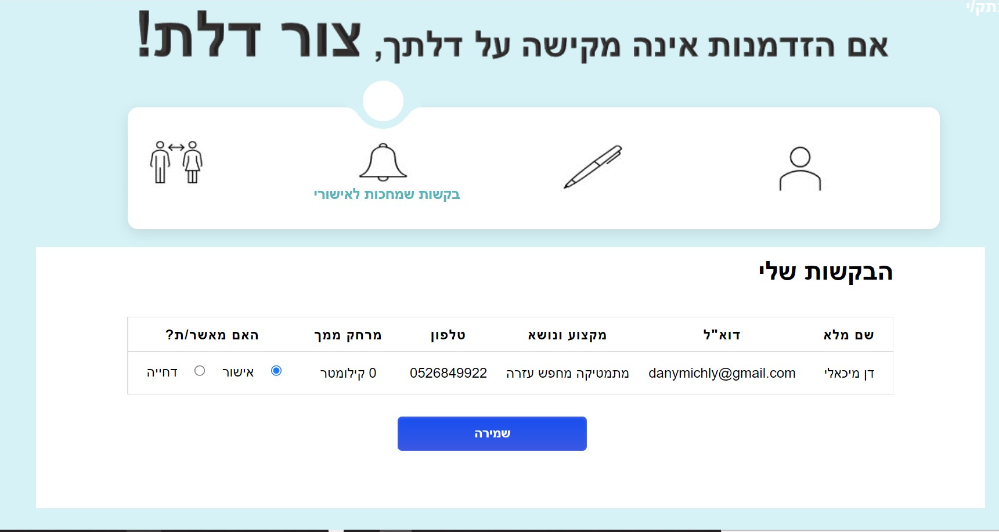 אם הזדמנות אינה מקישה על דלתך, צור דלת!
בקשות שמחכות לאישורי
הבקשות שלי
שם מלא דוא"ל מקצוע ונושא טלפון מרחק ממך האם מאשר/ת?
דן מיכאלי danymichly@gmail.com מתמטיקה מחפש עזרה 0526849922 0 קילומטר אישור דחייה
שמירה